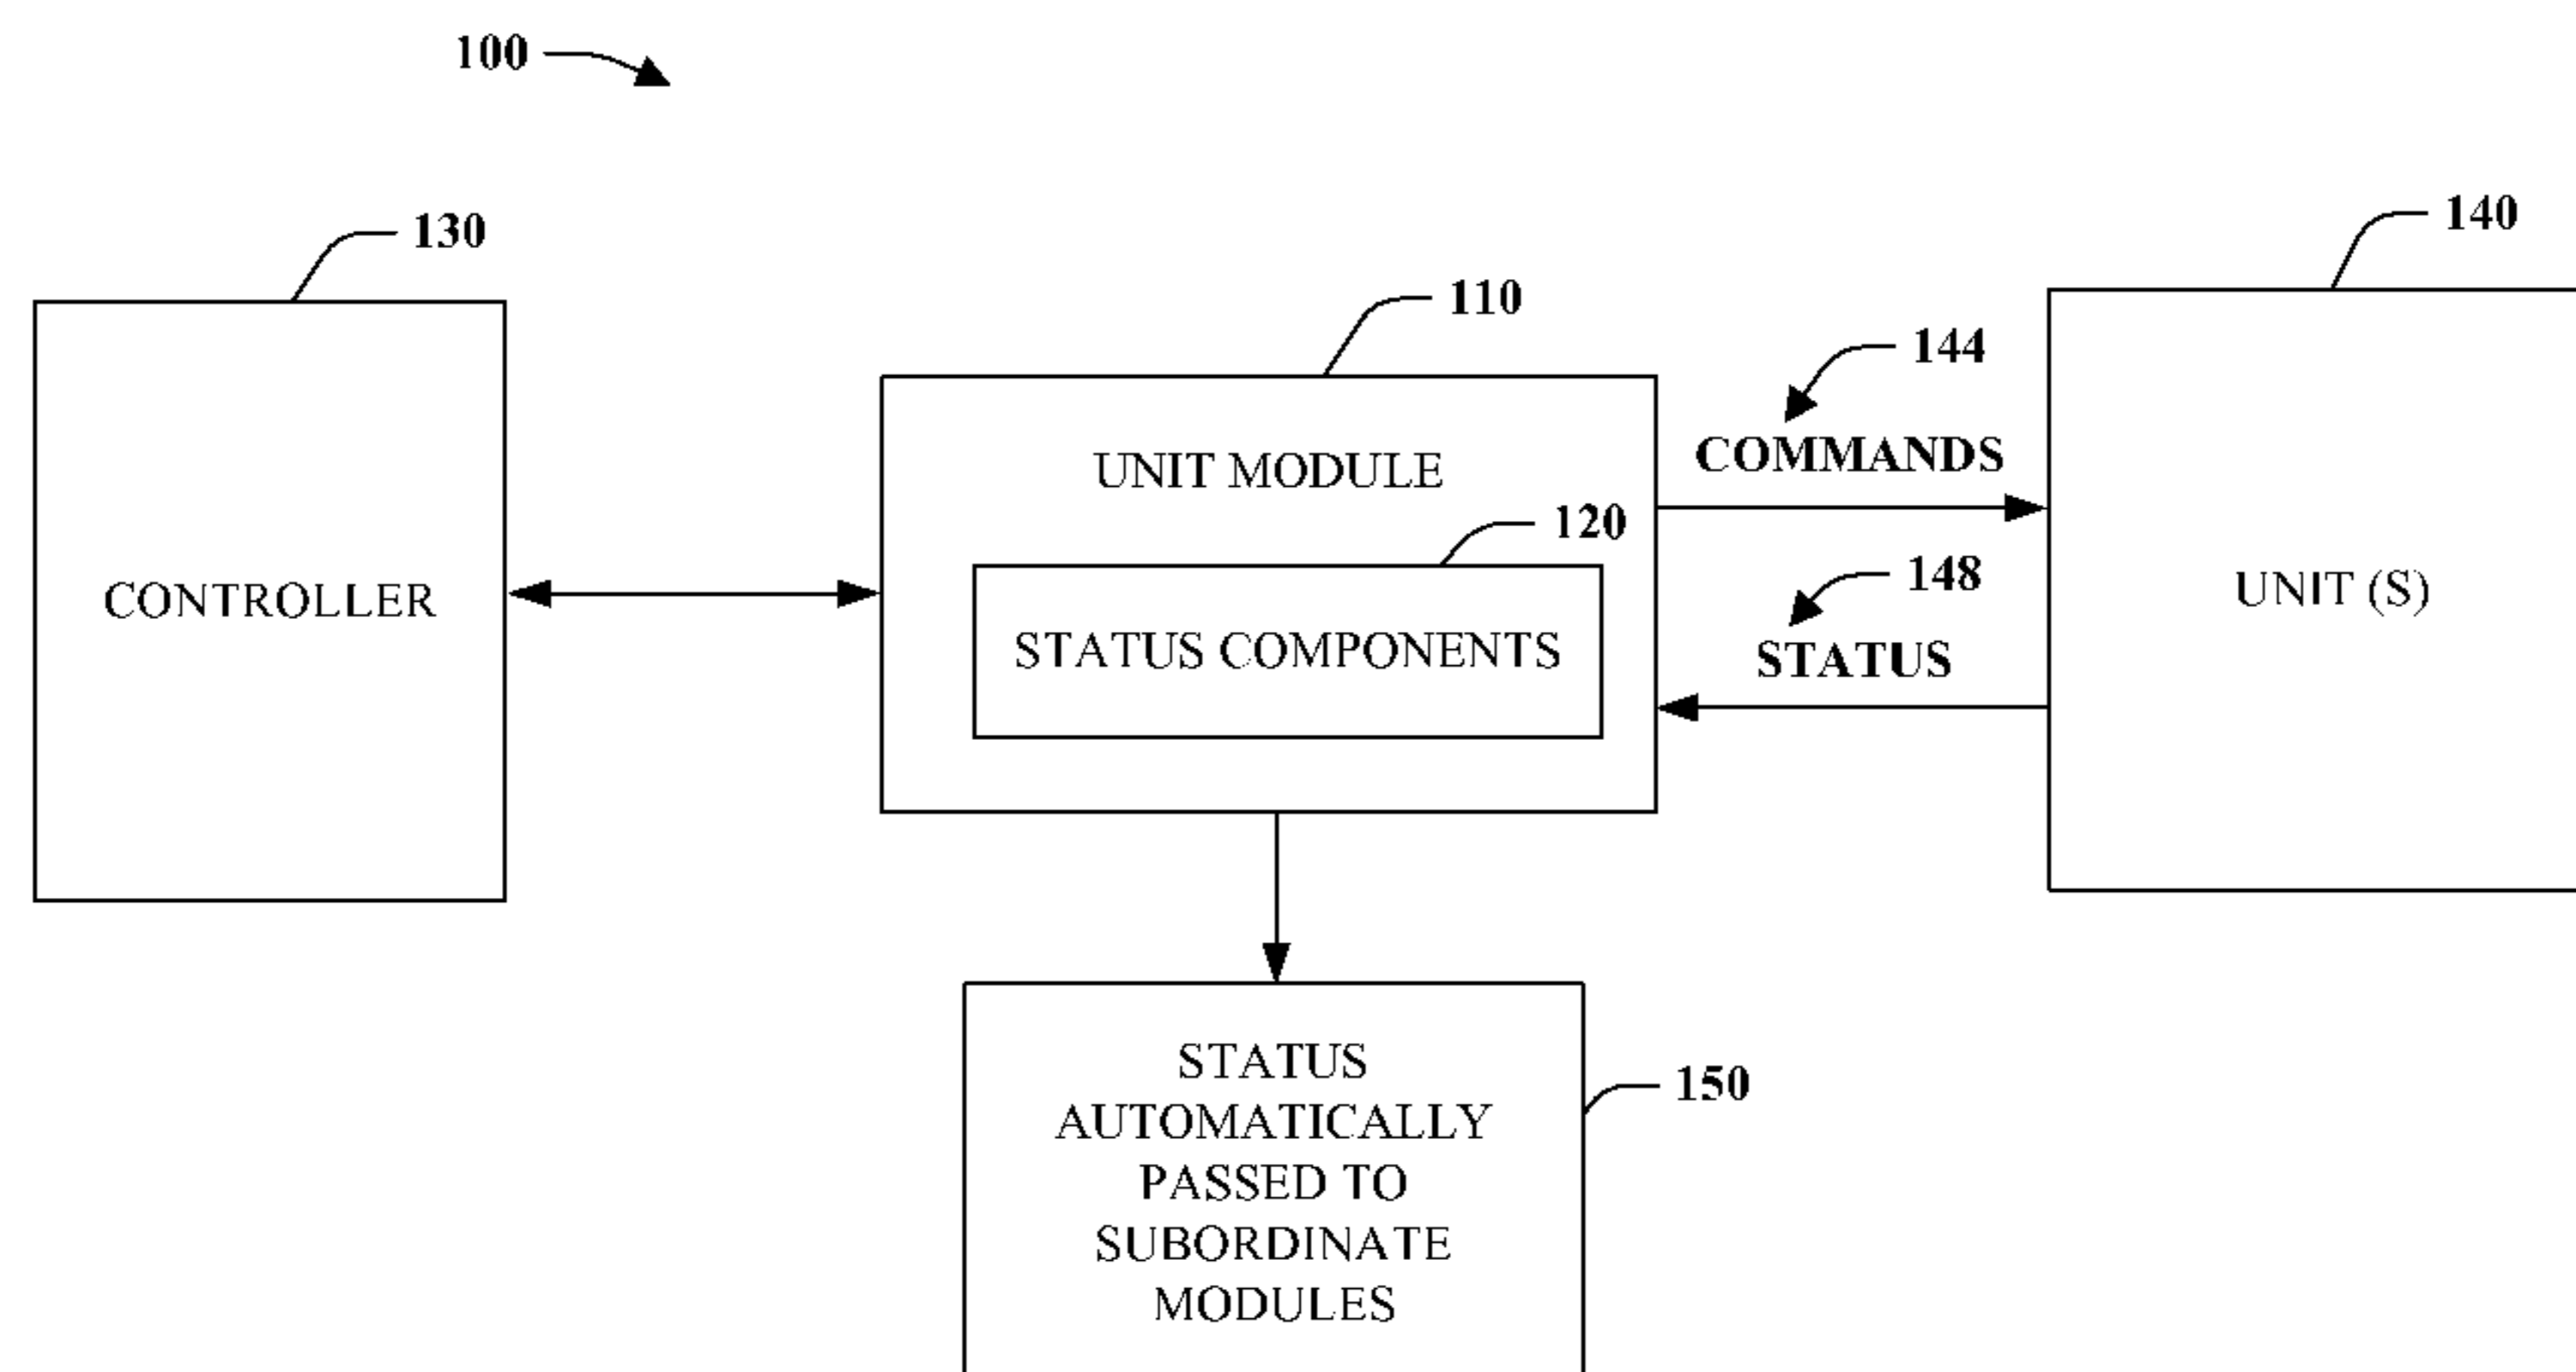 100
130
140
110
144
COMMANDS
UNIT MODULE
120
148
CONTROLLER
UNIT (S)
STATUS COMPONENTS
STATUS
STATUS
AUTOMATICALLY
PASSED TO
SUBORDINATE
MODULES
150